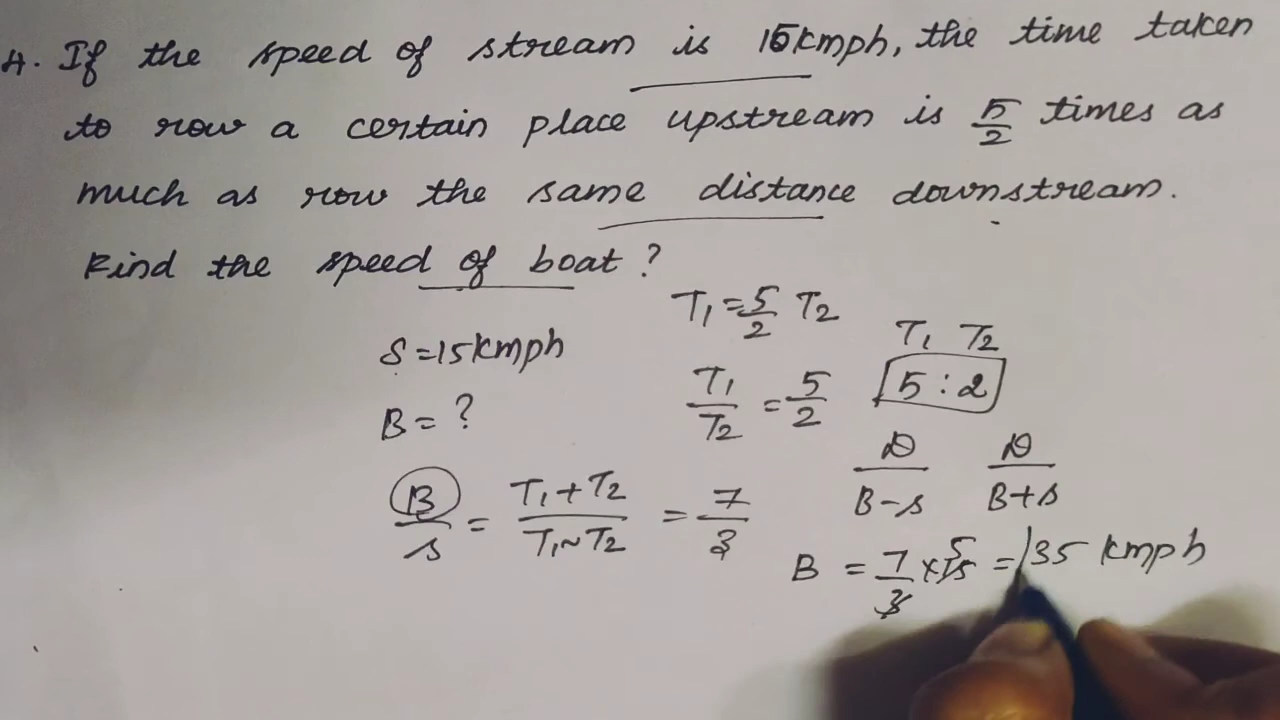 4. If the speed of stream is 15kmph, the time taken
to row a certain place upstream is 5/2 times as
much as row the same distance downstream.
Find the speed of boat?
T1 = 5/2 T2
S = 15kmph
T1 T2
T1/T2 = 5/2
5 : 2
B = ?
D/(B-s) D/(B+s)
B/s = (T1+T2)/(T1~T2) = 7/3
B = 7/3 × 15 5 = 35 kmph